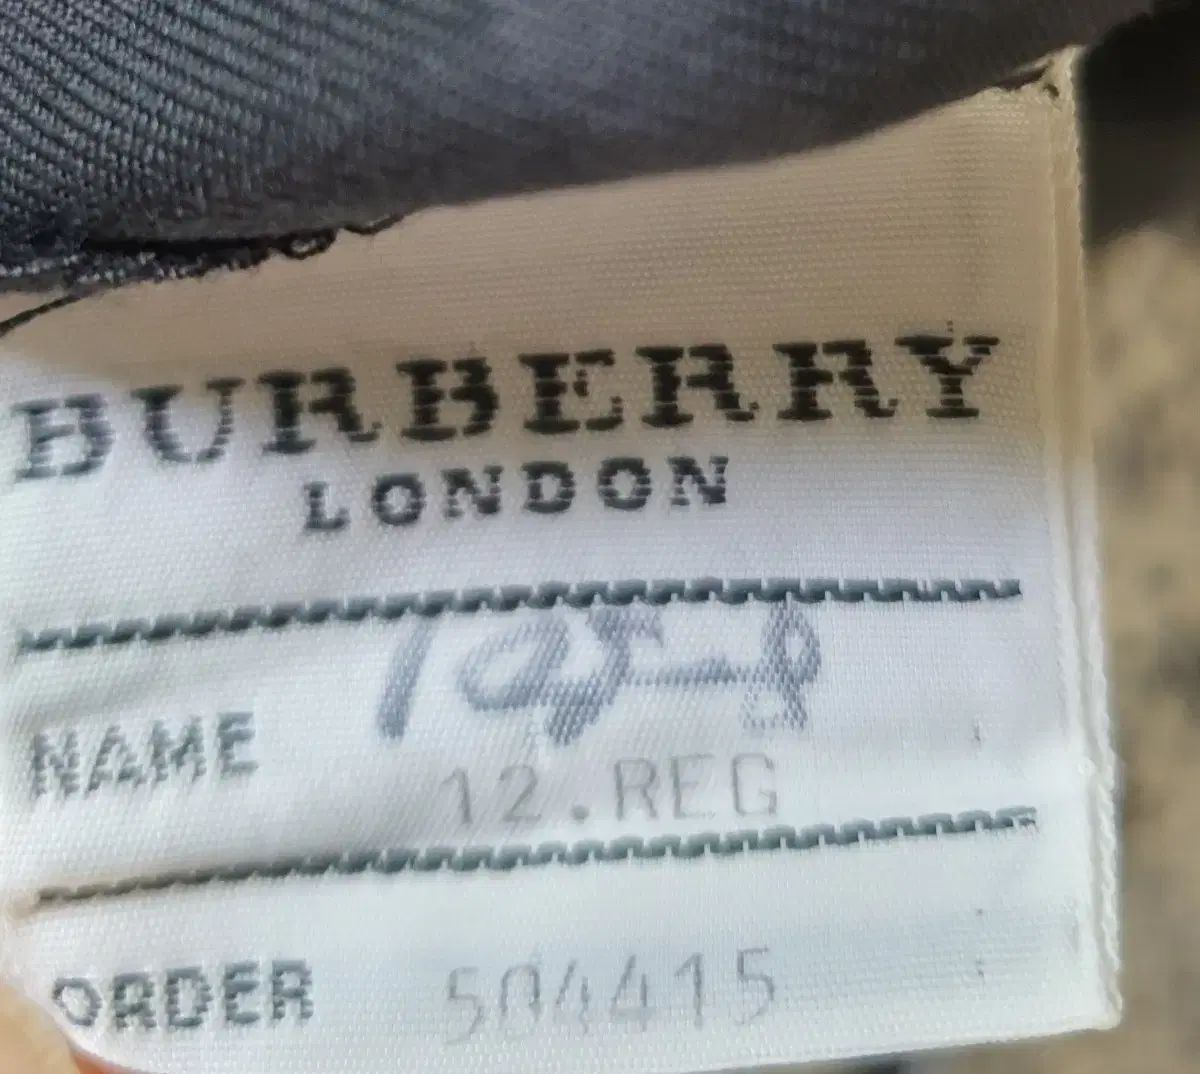 BURBERRY
LONDON
NAME
12.REG
ORDER 504415